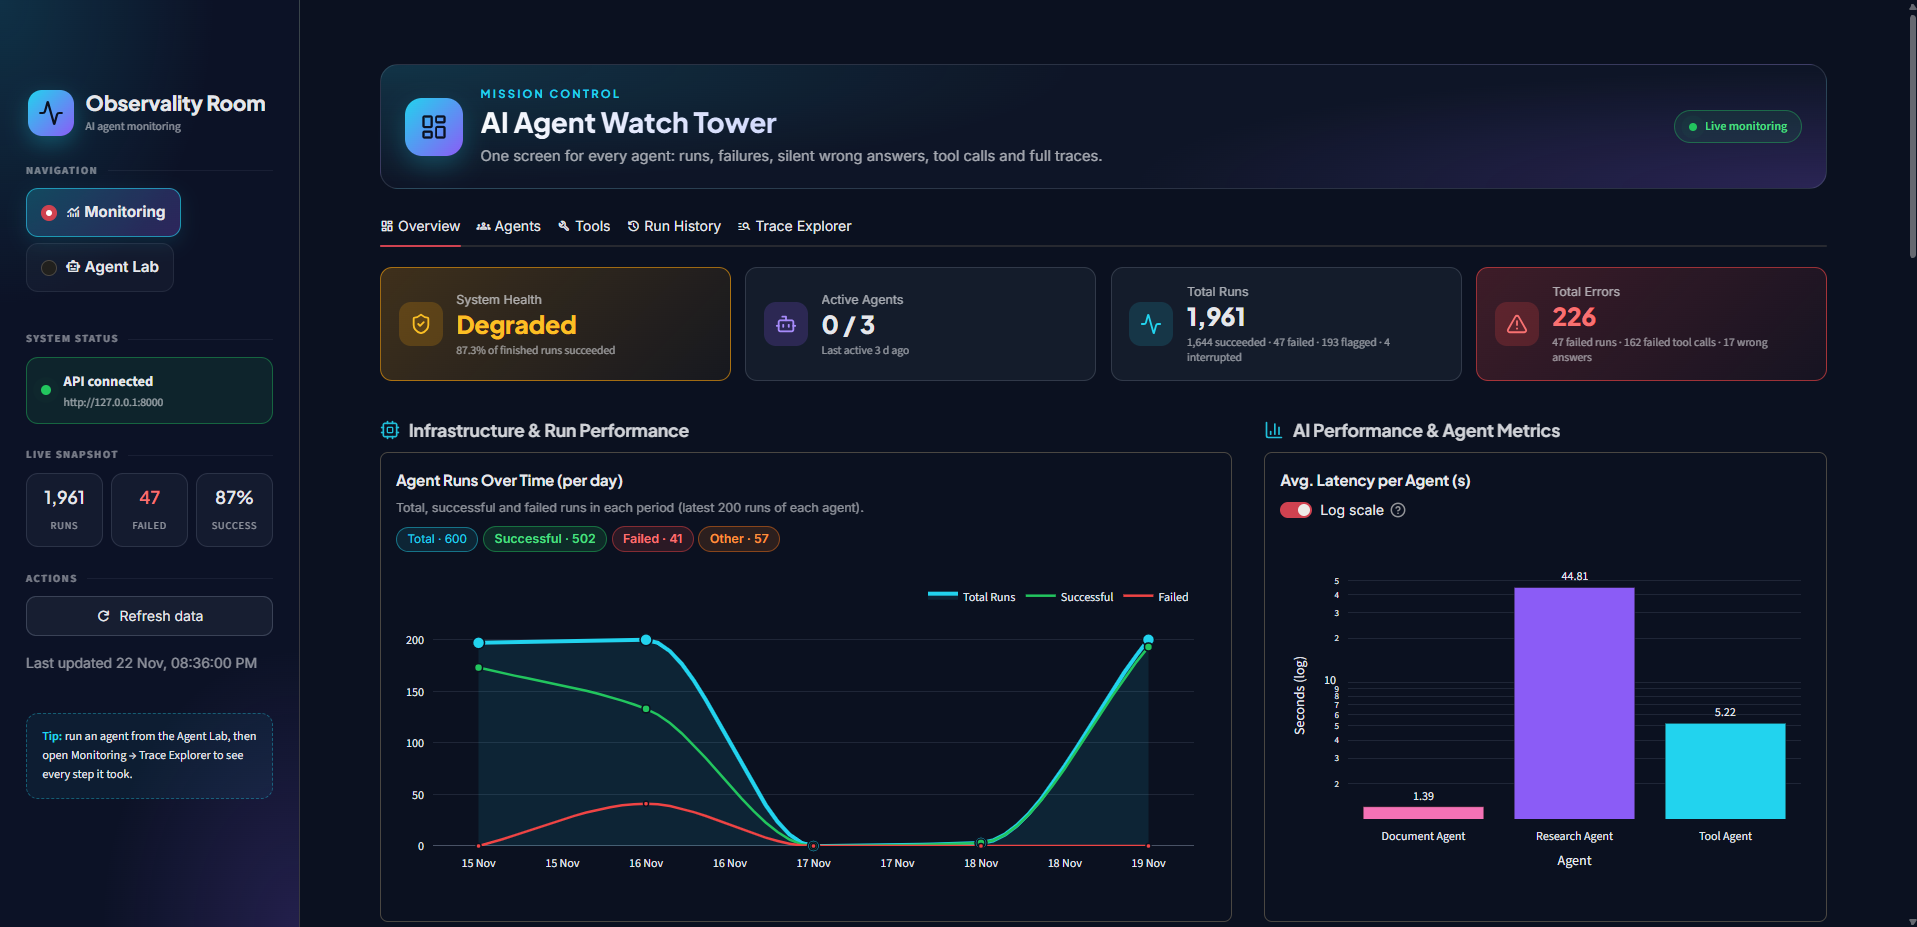 Observality Room
AI agent monitoring
NAVIGATION
Monitoring
Agent Lab
SYSTEM STATUS
API connected
http://127.0.0.1:8000
LIVE SNAPSHOT
1,961
RUNS
47
FAILED
87%
SUCCESS
ACTIONS
Refresh data
Last updated 22 Nov, 08:36:00 PM
Tip: run an agent from the Agent Lab, then
open Monitoring → Trace Explorer to see
every step it took.
MISSION CONTROL
AI Agent Watch Tower
One screen for every agent: runs, failures, silent wrong answers, tool calls and full traces.
Live monitoring
Overview
Agents
Tools
Run History
Trace Explorer
System Health
Degraded
87.3% of finished runs succeeded
Active Agents
0 / 3
Last active 3 d ago
Total Runs
1,961
1,644 succeeded · 47 failed · 193 flagged · 4
interrupted
Total Errors
226
47 failed runs · 162 failed tool calls · 17 wrong
answers
Infrastructure & Run Performance
Agent Runs Over Time (per day)
Total, successful and failed runs in each period (latest 200 runs of each agent).
Total · 600
Successful · 502
Failed · 41
Other · 57
Total Runs
Successful
Failed
200
150
100
50
0
15 Nov
15 Nov
16 Nov
16 Nov
17 Nov
17 Nov
18 Nov
18 Nov
19 Nov
AI Performance & Agent Metrics
Avg. Latency per Agent (s)
Log scale
Seconds (log)
5
4
3
2
10
9
8
7
6
5
4
3
2
1.39
44.81
5.22
Document Agent
Research Agent
Tool Agent
Agent